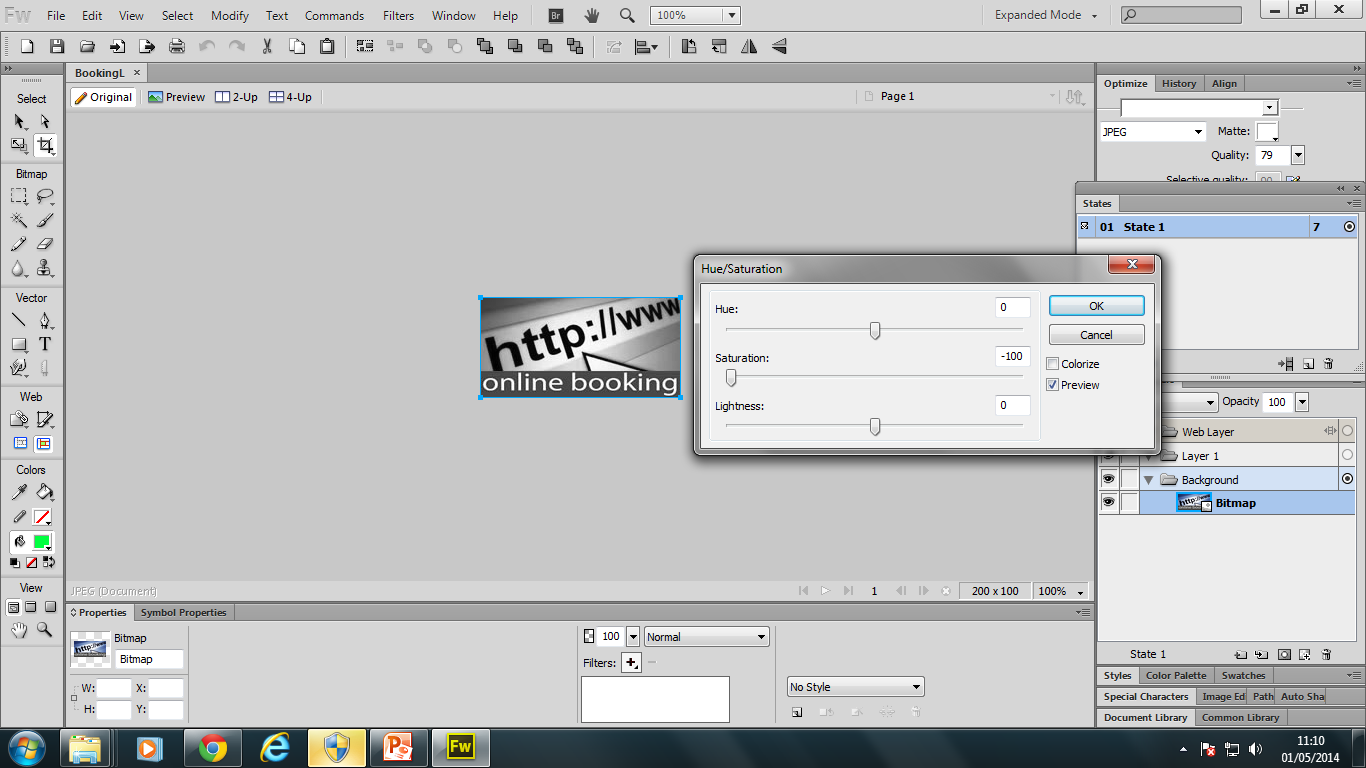 Fw File Edit View Select Modify Text Commands Filters Window Help Br 100% Expanded Mode
BookingL
Original Preview 2-Up 4-Up Page 1
Select
Bitmap
Vector
T
Web
Colors
View
http://www
online booking
Optimize History Align
JPEG Matte:
Quality: 79
Selective quality: 90
States
01 State 1 7
Hue/Saturation
Hue: 0
Saturation: -100
Lightness: 0
OK
Cancel
Colorize
Preview
Opacity 100
Web Layer
Layer 1
Background
Bitmap
JPEG (Document) 1 200 x 100 100%
Properties Symbol Properties
Bitmap
Bitmap
W: X:
H: Y:
100 Normal
Filters:
No Style
State 1
Styles Color Palette Swatches
Special Characters Image Ed Path Auto Sha
Document Library Common Library
Fw
11:10
01/05/2014